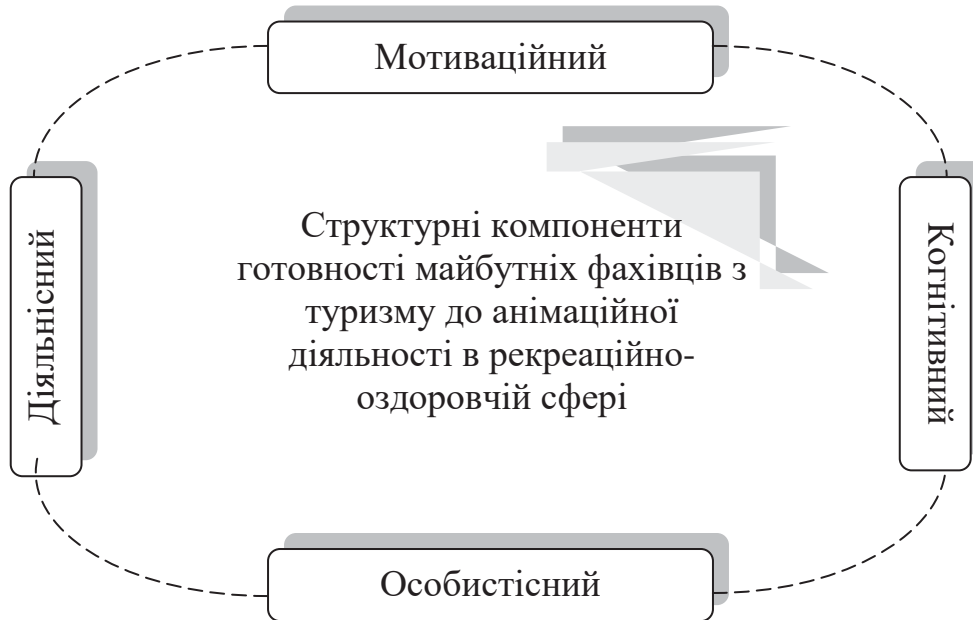 Мотиваційний
Діяльнісний
Структурні компоненти
готовності майбутніх фахівців з
туризму до анімаційної
діяльності в рекреаційно-
оздоровчій сфері
Когнітивний
Особистісний